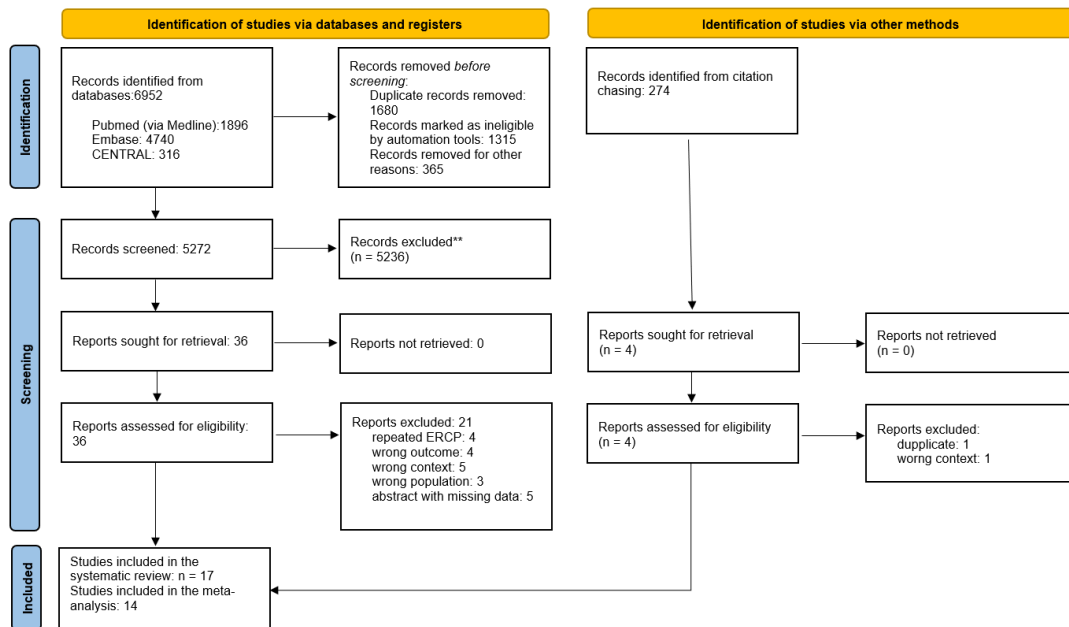 Identification of studies via databases and registers
Identification of studies via other methods
Identification
Records identified from
databases:6952
Pubmed (via Medline):1896
Embase: 4740
CENTRAL: 316
Records removed before
screening:
Duplicate records removed:
1680
Records marked as ineligible
by automation tools: 1315
Records removed for other
reasons: 365
Records identified from citation
chasing: 274
Screening
Records screened: 5272
Records excluded**
(n = 5236)
Reports sought for retrieval: 36
Reports not retrieved: 0
Reports sought for retrieval
(n = 4)
Reports not retrieved
(n = 0)
Reports assessed for eligibility:
36
Reports excluded: 21
repeated ERCP: 4
wrong outcome: 4
wrong context: 5
wrong population: 3
abstract with missing data: 5
Reports assessed for eligibility
(n = 4)
Reports excluded:
dupplicate: 1
worng context: 1
Included
Studies included in the
systematic review: n = 17
Studies included in the meta-
analysis: 14